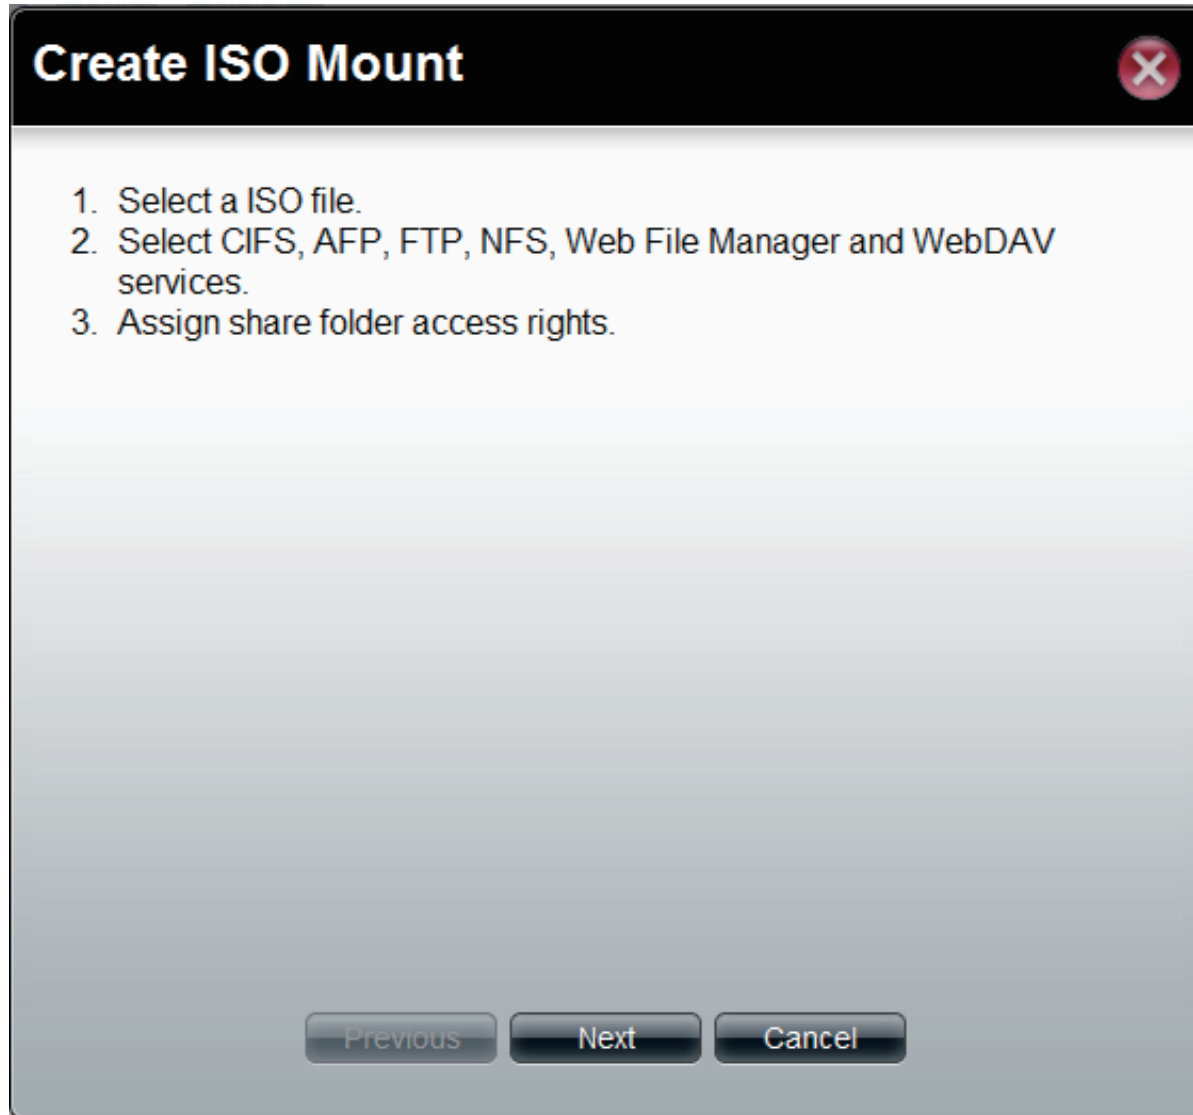 Create ISO Mount
1. Select a ISO file.
2. Select CIFS, AFP, FTP, NFS, Web File Manager and WebDAV
services.
3. Assign share folder access rights.
Previous Next Cancel